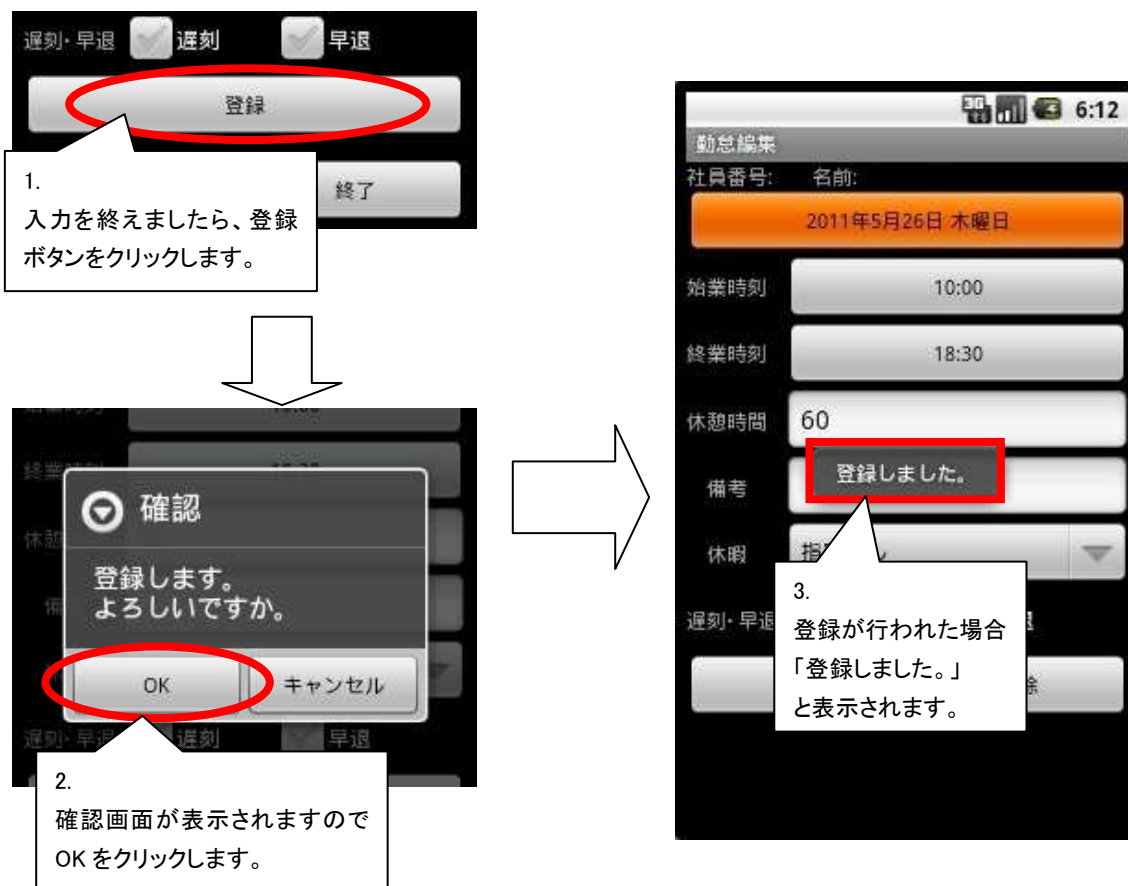 遅刻・早退 遅刻 早退
登録
終了
1.
入力を終えましたら、登録
ボタンをクリックします。
確認
登録します。
よろしいですか。
OK キャンセル
遅刻・早退 遅刻 早退
2.
確認画面が表示されますので
OK をクリックします。
3G 6:12
勤怠編集
社員番号: 名前:
2011年5月26日 木曜日
始業時刻 10:00
終業時刻 18:30
休憩時間 60
登録しました。
備考
休暇
遅刻・早退
3.
登録が行われた場合
「登録しました。」
と表示されます。